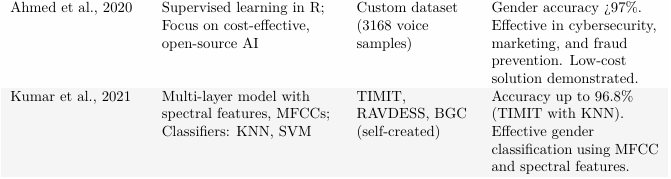 Ahmed et al., 2020 Supervised learning in R; Custom dataset Gender accuracy ¿97%.
Focus on cost-effective, (3168 voice Effective in cybersecurity,
open-source AI samples) marketing, and fraud
prevention. Low-cost
solution demonstrated.
Kumar et al., 2021 Multi-layer model with TIMIT, Accuracy up to 96.8%
spectral features, MFCCs; RAVDESS, BGC (TIMIT with KNN).
Classifiers: KNN, SVM (self-created) Effective gender
classification using MFCC
and spectral features.